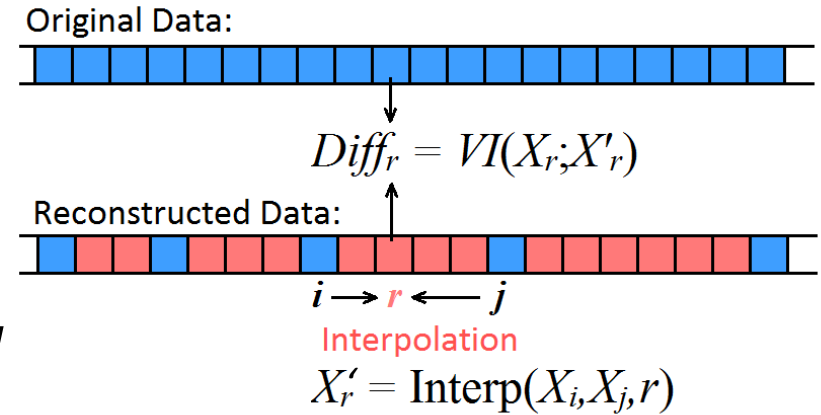 Original Data:
Diffᵣ = VI(Xᵣ;X'ᵣ)
Reconstructed Data:
i r j
Interpolation
X'ᵣ = Interp(Xᵢ,Xⱼ,r)